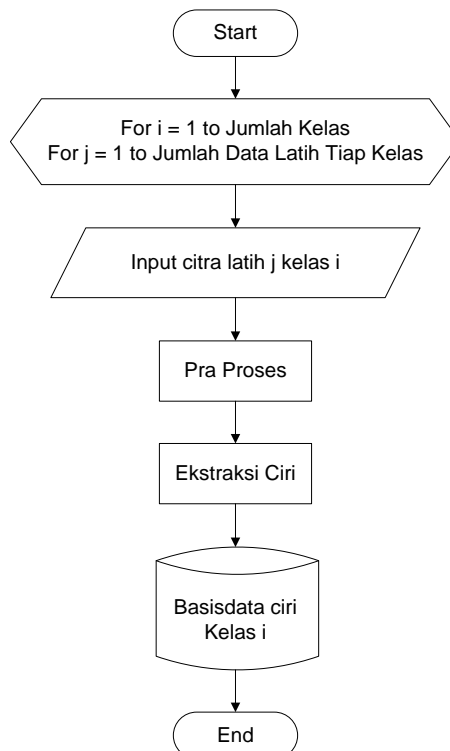 Start
For i = 1 to Jumlah Kelas
For j = 1 to Jumlah Data Latih Tiap Kelas
Input citra latih j kelas i
Pra Proses
Ekstraksi Ciri
Basisdata ciri
Kelas i
End